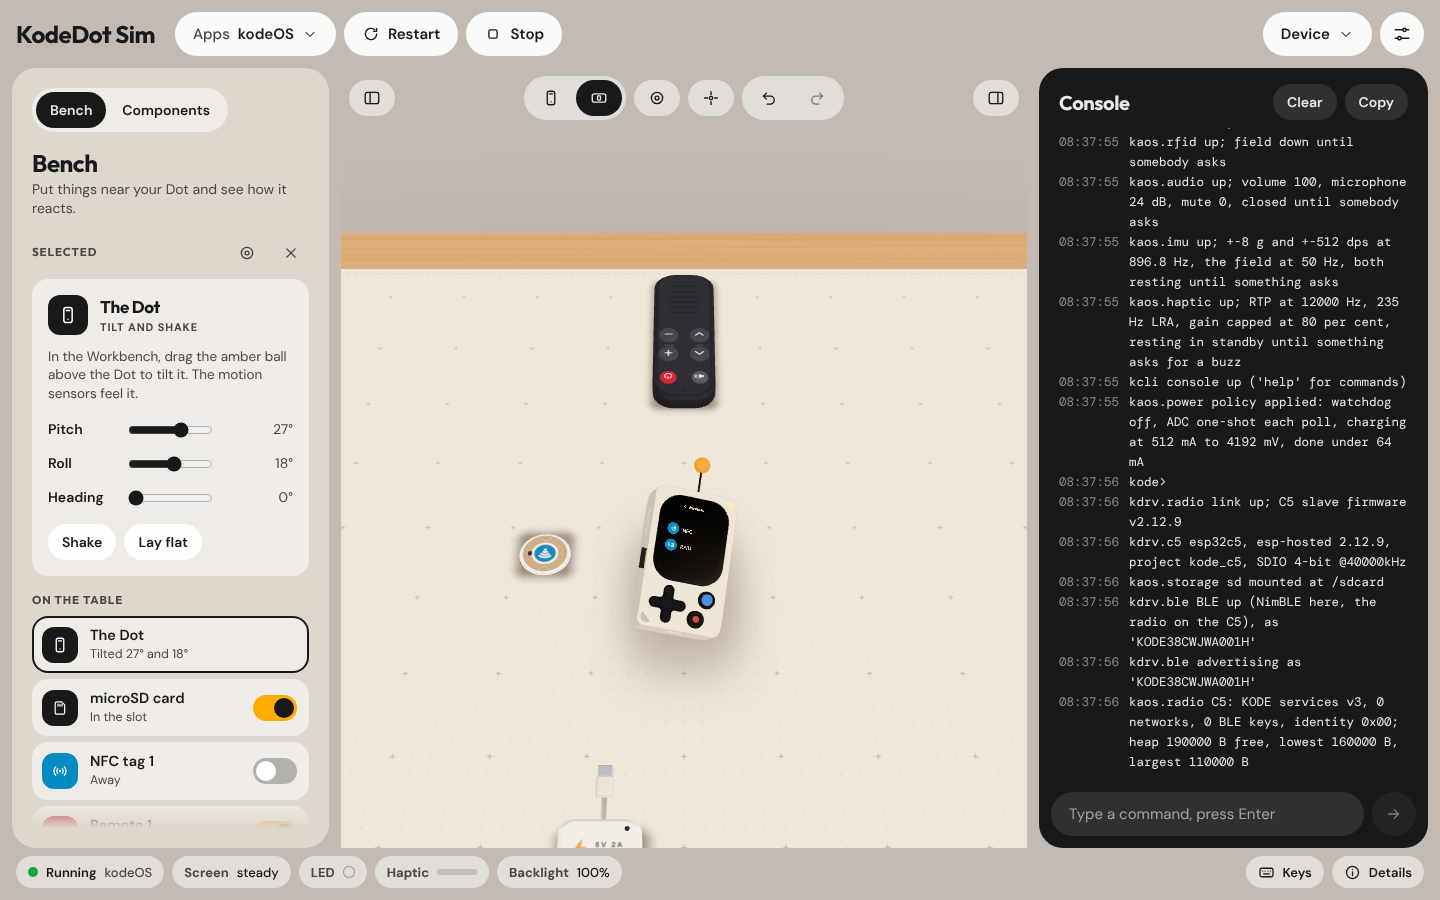 KodeDot Sim
Apps kodeOS
Restart
Stop
Device
Bench
Components
Bench
Put things near your Dot and see how it
reacts.
SELECTED
The Dot
TILT AND SHAKE
In the Workbench, drag the amber ball
above the Dot to tilt it. The motion
sensors feel it.
Pitch 27°
Roll 18°
Heading 0°
Shake
Lay flat
ON THE TABLE
The Dot
Tilted 27° and 18°
microSD card
In the slot
NFC tag 1
Away
Remote 1
NFC
5V 2A
Console
Clear
Copy
08:37:55 kaos.rfid up; field down until
somebody asks
08:37:55 kaos.audio up; volume 100, microphone
24 dB, mute 0, closed until somebody
asks
08:37:55 kaos.imu up; +-8 g and +-512 dps at
896.8 Hz, the field at 50 Hz, both
resting until something asks
08:37:55 kaos.haptic up; RTP at 12000 Hz, 235
Hz LRA, gain capped at 80 per cent,
resting in standby until something
asks for a buzz
08:37:55 kcli console up ('help' for commands)
08:37:55 kaos.power policy applied: watchdog
off, ADC one-shot each poll, charging
at 512 mA to 4192 mV, done under 64
mA
08:37:56 kode>
08:37:56 kdrv.radio link up; C5 slave firmware
v2.12.9
08:37:56 kdrv.c5 esp32c5, esp-hosted 2.12.9,
project kode_c5, SDIO 4-bit @40000kHz
08:37:56 kaos.storage sd mounted at /sdcard
08:37:56 kdrv.ble BLE up (NimBLE here, the
radio on the C5), as
'KODE38CWJWA001H'
08:37:56 kdrv.ble advertising as
'KODE38CWJWA001H'
08:37:56 kaos.radio C5: KODE services v3, 0
networks, 0 BLE keys, identity 0x00;
heap 190000 B free, lowest 160000 B,
largest 110000 B
Type a command, press Enter
Running kodeOS
Screen steady
LED
Haptic
Backlight 100%
Keys
Details